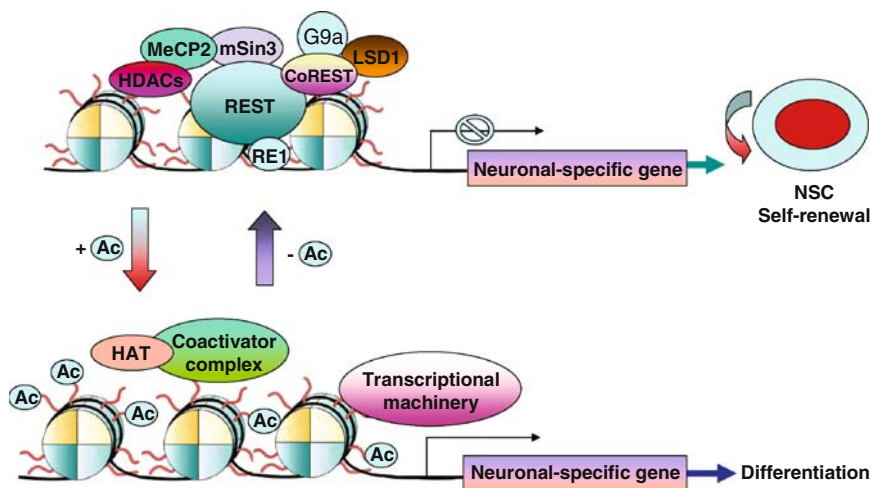 G9a
MeCP2
mSin3
LSD1
HDACs
CoREST
REST
RE1
Neuronal-specific gene
NSC
Self-renewal
+ Ac
- Ac
HAT
Coactivator
complex
Transcriptional
machinery
Ac
Ac
Ac
Ac
Ac
Neuronal-specific gene
Differentiation